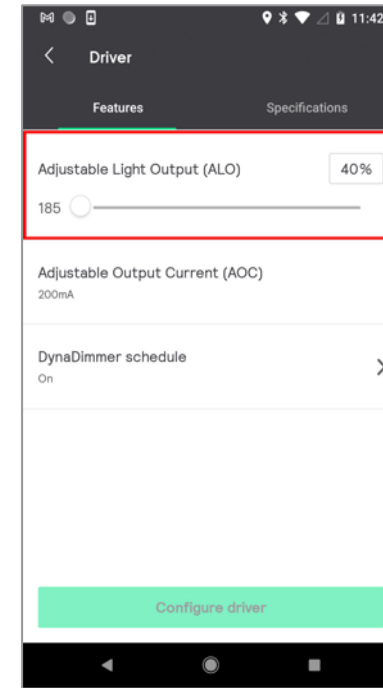 11:42
Driver
Features Specifications
Adjustable Light Output (ALO) 40%
185
Adjustable Output Current (AOC)
200mA
DynaDimmer schedule
On
Configure driver